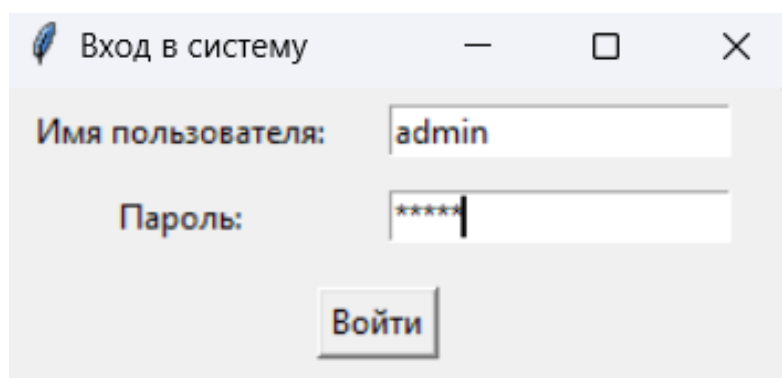 Вход в систему
Имя пользователя: admin
Пароль: *****
Войти